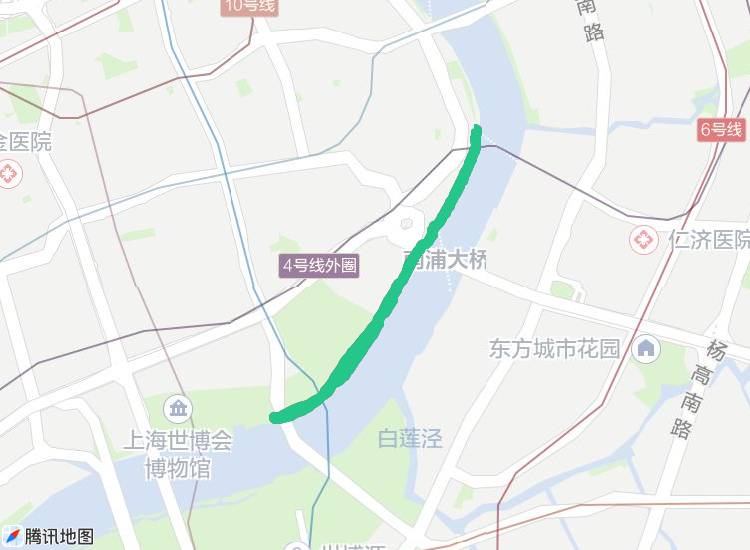 10号线
南
路
金医院
6号线
仁济医院
南浦大桥
4号线外圈
东方城市花园
杨
高
南
路
上海世博会
博物馆
白莲泾
腾讯地图